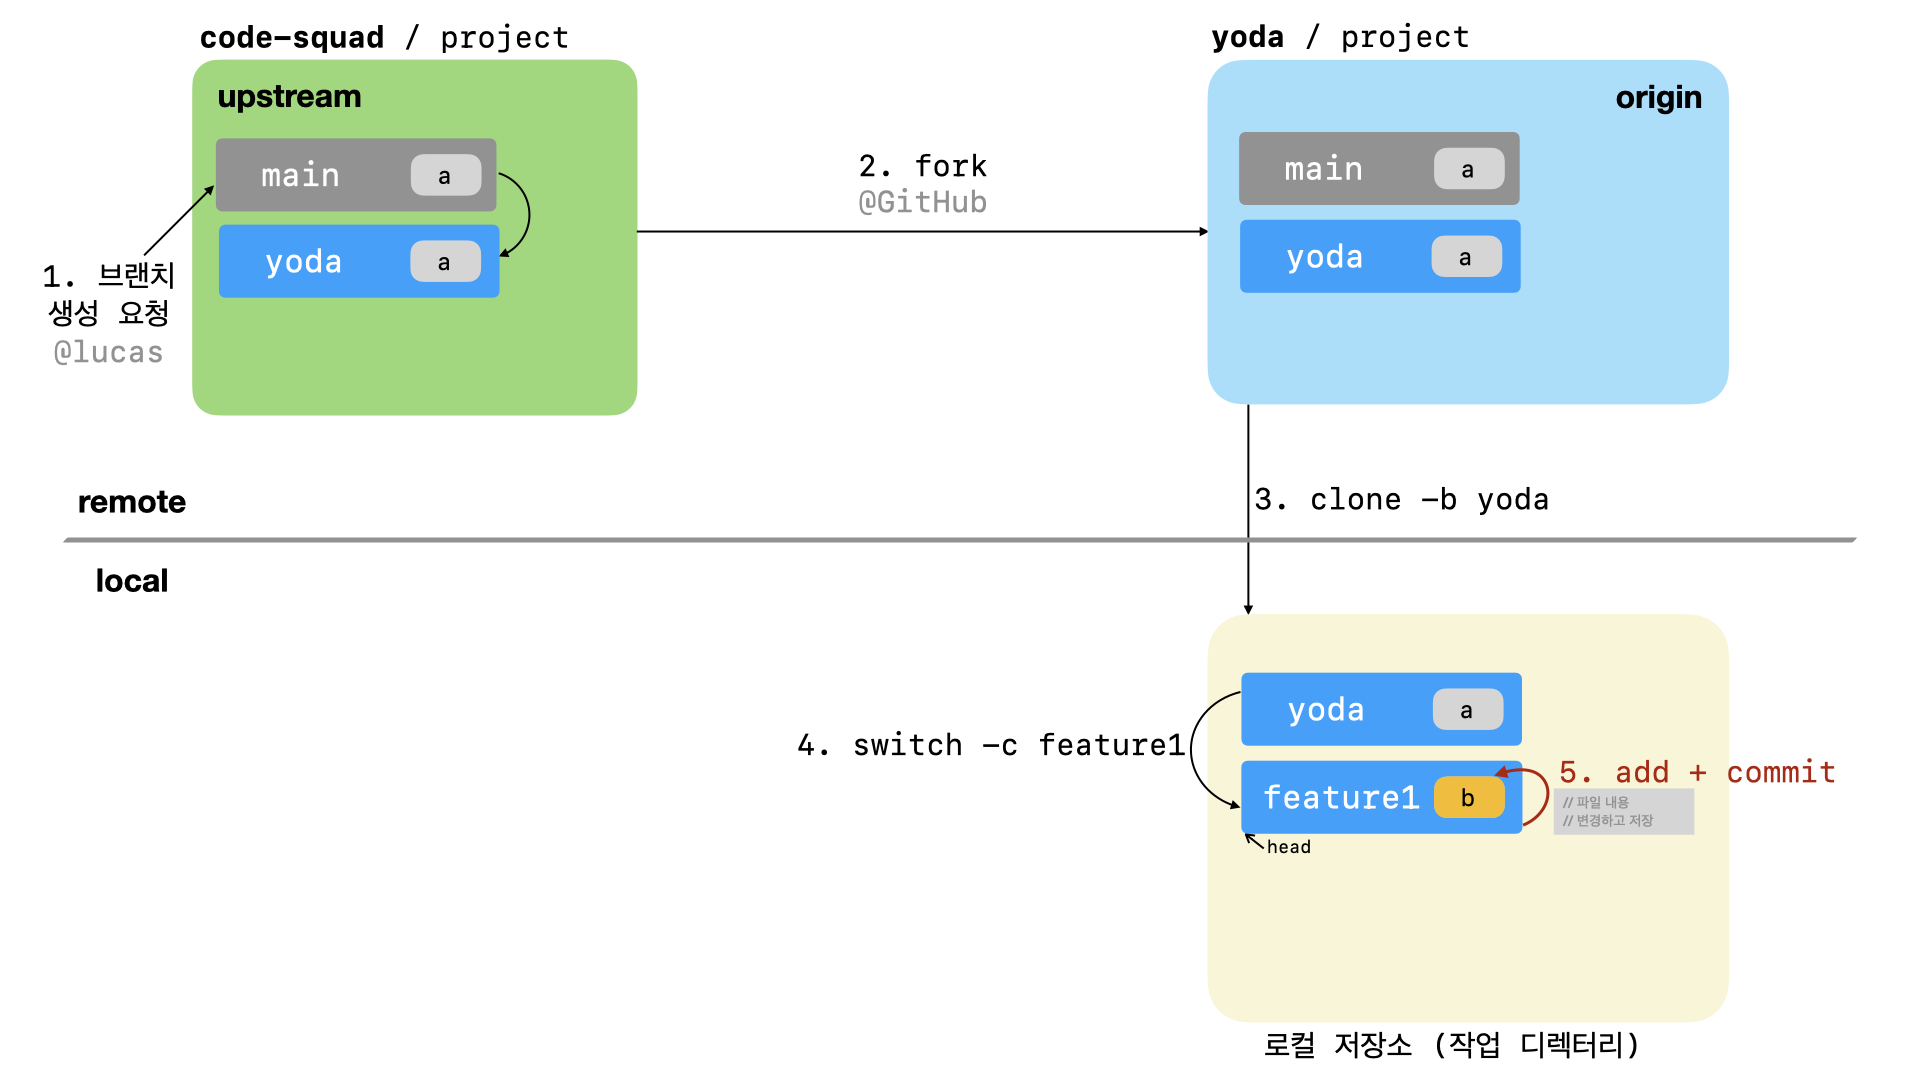 code-squad / project
upstream
main a
yoda a
1. 브랜치
생성 요청
@lucas
2. fork
@GitHub
yoda / project
origin
main a
yoda a
remote
3. clone -b yoda
local
yoda a
4. switch -c feature1
feature1 b
5. add + commit
// 파일 내용
// 변경하고 저장
head
로컬 저장소 (작업 디렉터리)